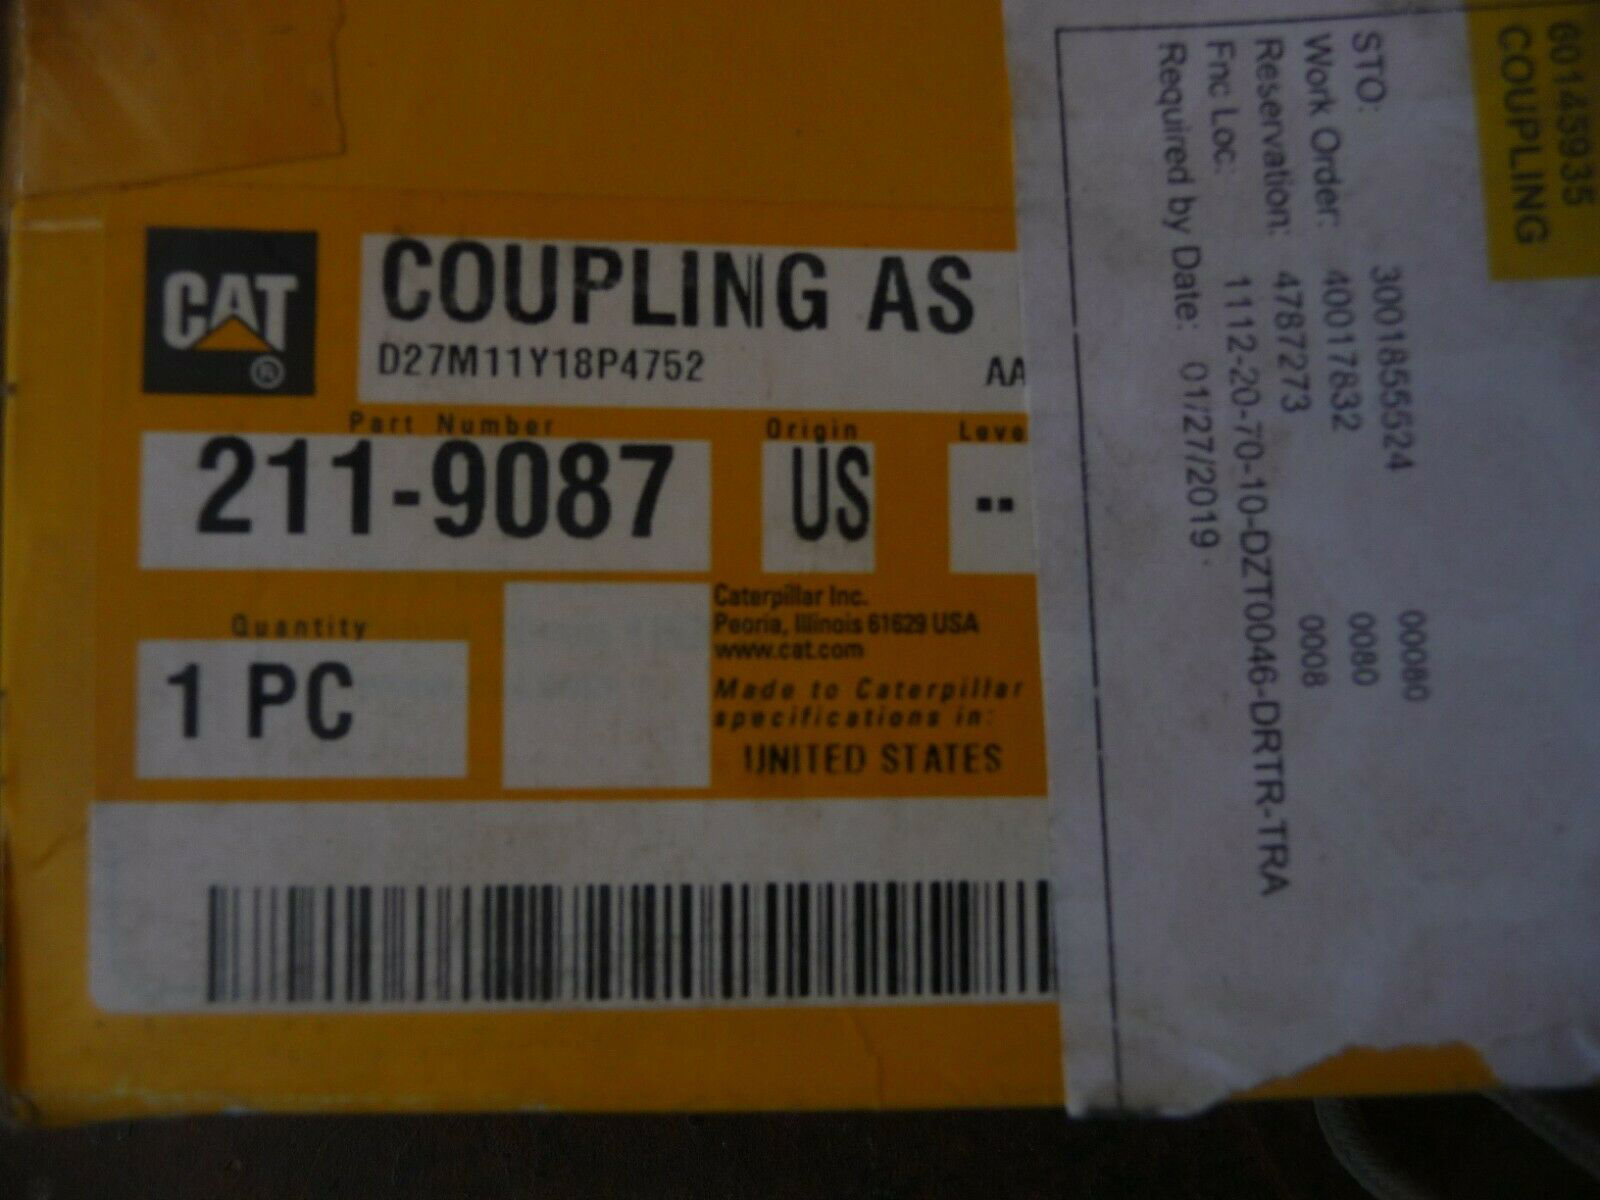 CAT
®
COUPLING AS
D27M11Y18P4752
AA
Part Number
Origin
Leve
211-9087
US
--
Quantity
1 PC
Caterpillar Inc.
Peoria, Illinois 61629 USA
www.cat.com
Made to Caterpillar
specifications in:
UNITED STATES
60145935
COUPLING
STO: 3001855524 00080
Work Order: 40017832 0080
Reservation: 4787273 0008
Fnc Loc: 1112-20-70-10-DZT0046-DRTR-TRA
Required by Date: 01/27/2019